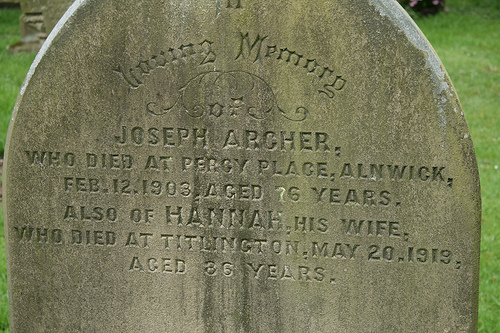 In
Loving Memory
of
JOSEPH ARCHER,
WHO DIED AT PERCY PLACE, ALNWICK,
FEB. 12. 1903, AGED 76 YEARS.
ALSO OF HANNAH, HIS WIFE,
WHO DIED AT TITLINGTON, MAY 20. 1919,
AGED 86 YEARS.